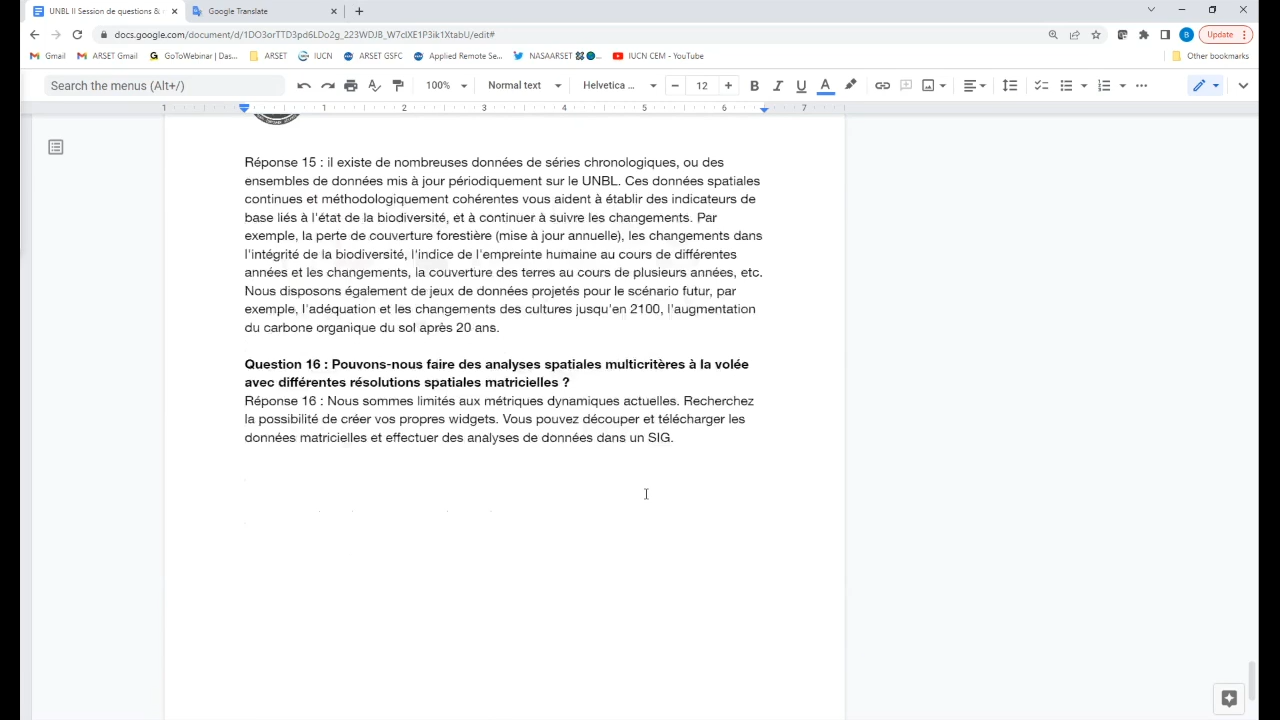 UNBL II Session de questions &
Google Translate
docs.google.com/document/d/1DO3orTTD3pd6LDo2g_223WDJB_W7clXE1P3ik1XtabU/edit#
Update
Gmail
ARSET Gmail
GoToWebinar | Das...
ARSET
IUCN
ARSET GSFC
Applied Remote Se...
NASAARSET
IUCN CEM - YouTube
Other bookmarks
Search the menus (Alt+/)
100%
Normal text
Helvetica ...
12
1 1 2 3 4 5 6 7
Réponse 15 : il existe de nombreuses données de séries chronologiques, ou des
ensembles de données mis à jour périodiquement sur le UNBL. Ces données spatiales
continues et méthodologiquement cohérentes vous aident à établir des indicateurs de
base liés à l'état de la biodiversité, et à continuer à suivre les changements. Par
exemple, la perte de couverture forestière (mise à jour annuelle), les changements dans
l'intégrité de la biodiversité, l'indice de l'empreinte humaine au cours de différentes
années et les changements, la couverture des terres au cours de plusieurs années, etc.
Nous disposons également de jeux de données projetés pour le scénario futur, par
exemple, l'adéquation et les changements des cultures jusqu'en 2100, l'augmentation
du carbone organique du sol après 20 ans.
Question 16 : Pouvons-nous faire des analyses spatiales multicritères à la volée
avec différentes résolutions spatiales matricielles ?
Réponse 16 : Nous sommes limités aux métriques dynamiques actuelles. Recherchez
la possibilité de créer vos propres widgets. Vous pouvez découper et télécharger les
données matricielles et effectuer des analyses de données dans un SIG.